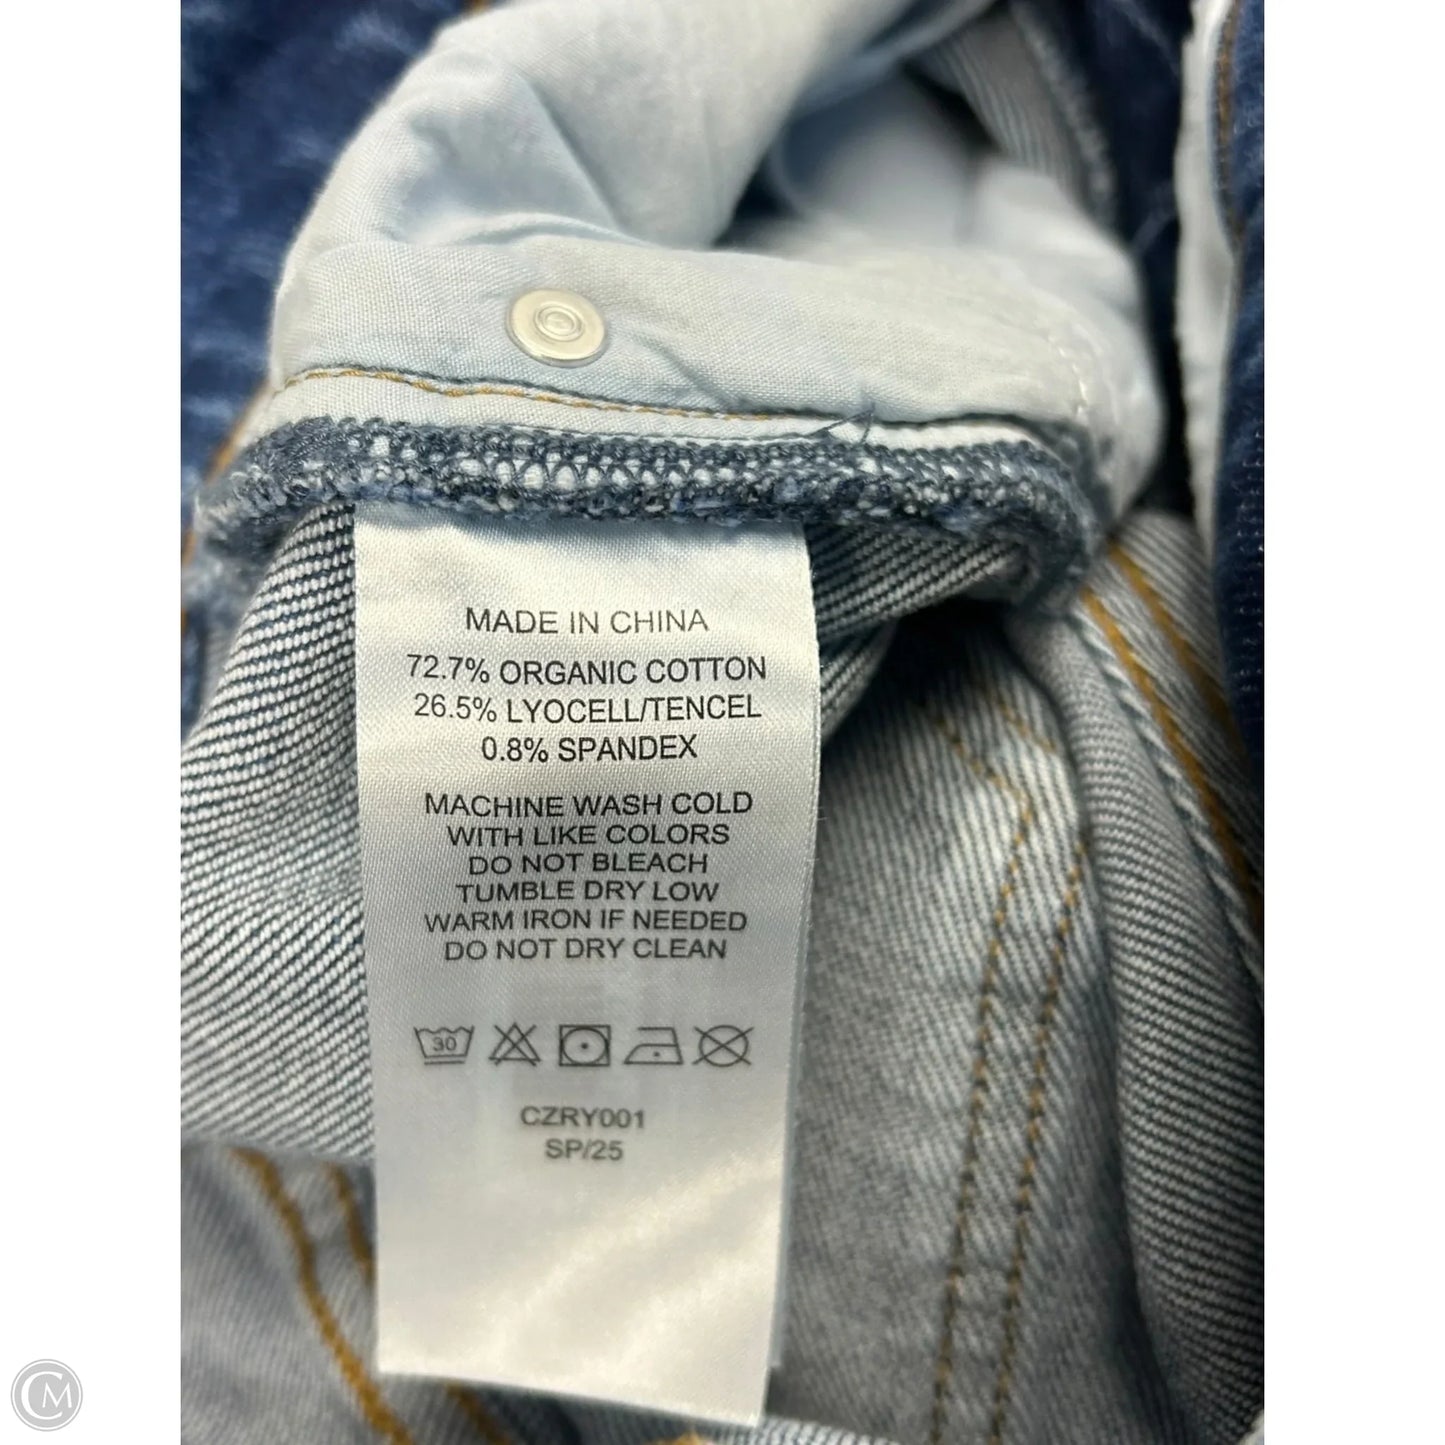 MADE IN CHINA
72.7% ORGANIC COTTON
26.5% LYOCELL/TENCEL
0.8% SPANDEX
MACHINE WASH COLD
WITH LIKE COLORS
DO NOT BLEACH
TUMBLE DRY LOW
WARM IRON IF NEEDED
DO NOT DRY CLEAN
30
CZRY001
SP/25
CM